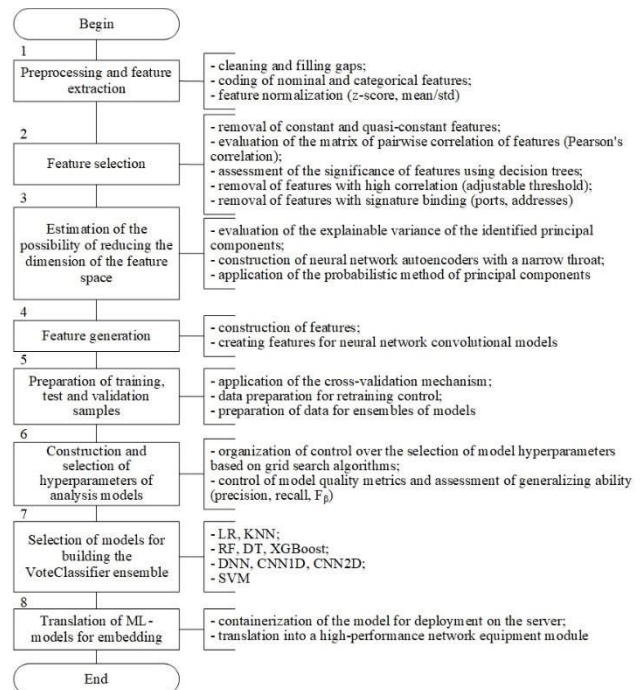 Begin
1
Preprocessing and feature
extraction
- cleaning and filling gaps;
- coding of nominal and categorical features;
- feature normalization (z-score, mean/std)
2
Feature selection
- removal of constant and quasi-constant features;
- evaluation of the matrix of pairwise correlation of features (Pearson's
correlation);
- assessment of the significance of features using decision trees;
- removal of features with high correlation (adjustable threshold);
- removal of features with signature binding (ports, addresses)
3
Estimation of the
possibility of reducing the
dimension of the feature
space
- evaluation of the explainable variance of the identified principal
components;
- construction of neural network autoencoders with a narrow throat;
- application of the probabilistic method of principal components
4
Feature generation
- construction of features;
- creating features for neural network convolutional models
5
Preparation of training,
test and validation
samples
- application of the cross-validation mechanism;
- data preparation for retraining control;
- preparation of data for ensembles of models
6
Construction and
selection of
hyperparameters of
analysis models
- organization of control over the selection of model hyperparameters
based on grid search algorithms;
- control of model quality metrics and assessment of generalizing ability
(precision, recall, Fβ)
7
Selection of models for
building the
VoteClassifier ensemble
- LR, KNN;
- RF, DT, XGBoost;
- DNN, CNN1D, CNN2D;
- SVM
8
Translation of ML-
models for embedding
- containerization of the model for deployment on the server;
- translation into a high-performance network equipment module
End